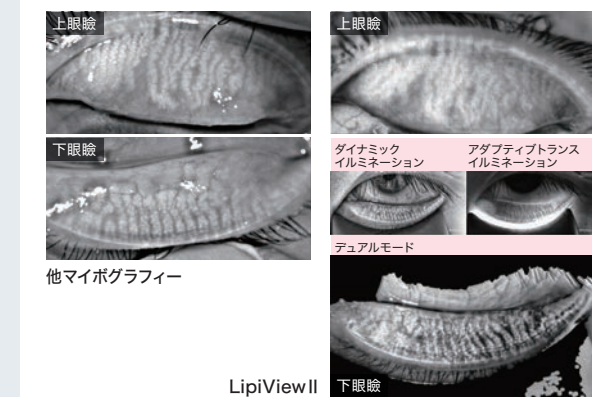 上眼瞼
下眼瞼
他マイボグラフィー
上眼瞼
ダイナミック
イルミネーション
アダプティブトランス
イルミネーション
デュアルモード
下眼瞼
LipiView II